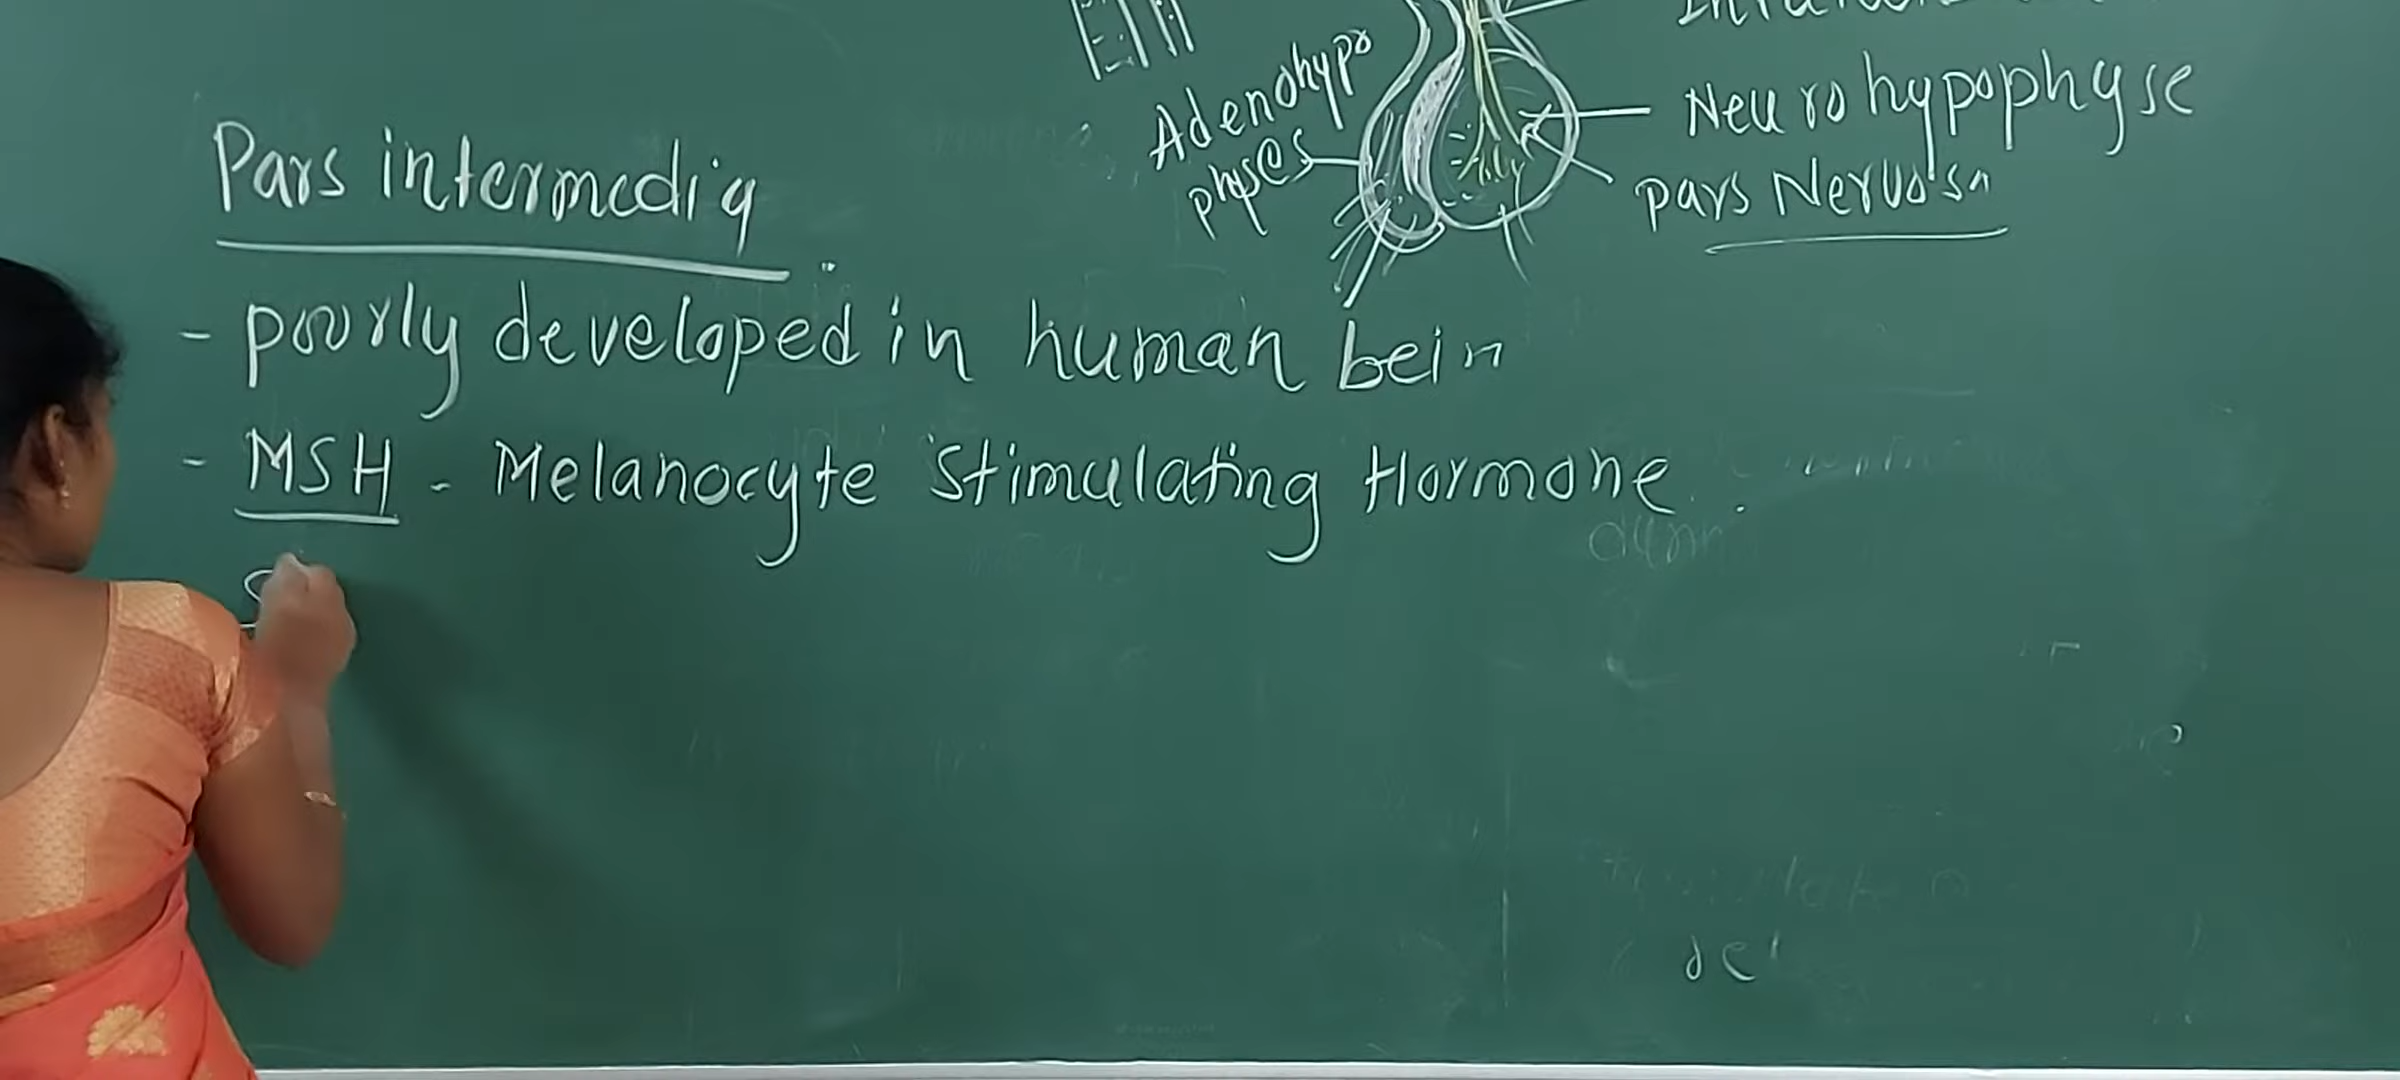 Adenohypo
physes
Neurohypophyse
pars Nervosa
Pars intermedia
- poorly developed in human bein
- MSH - Melanocyte Stimulating Hormone.
S